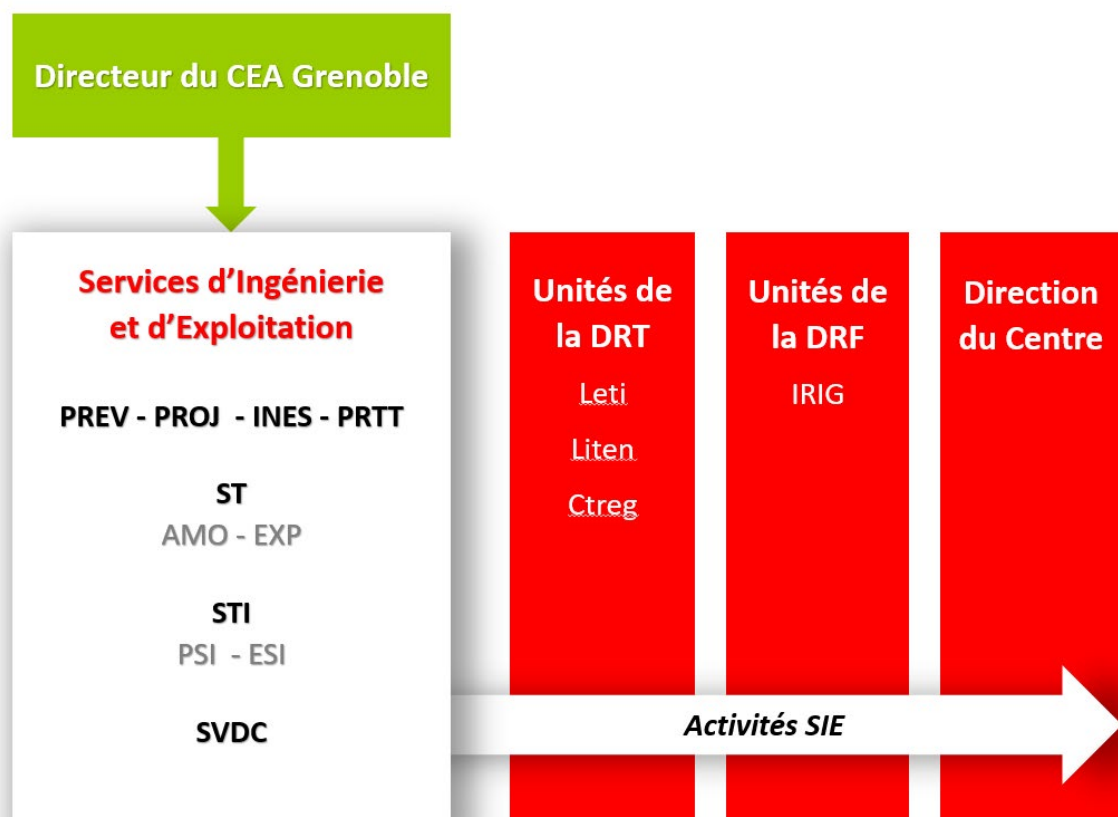 Directeur du CEA Grenoble
Services d'Ingénierie
et d'Exploitation
PREV - PROJ - INES - PRTT
ST
AMO - EXP
STI
PSI - ESI
SVDC
Unités de
la DRT
Leti
Liten
Ctreg
Unités de
la DRF
IRIG
Direction
du Centre
Activités SIE